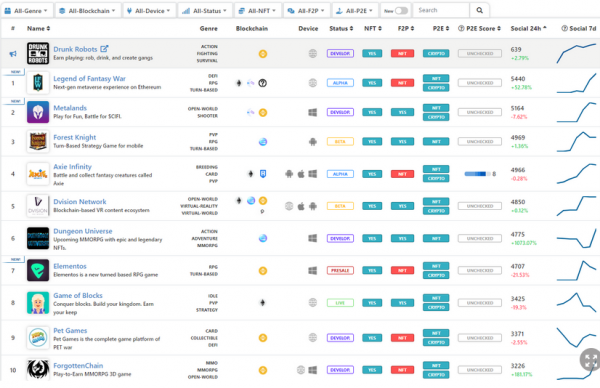 All-Genre All-Blockchain All-Device All-Status All-NFT All-F2P All-P2E New Search
# Name Genre Blockchain Device Status NFT F2P P2E P2E Score Social 24h Social 7d
DRUNK ROBOTS Drunk Robots ACTION FIGHTING SURVIVAL DEVELOP YES YES NFT CRYPTO UNCHECKED 639 +2.79%
Earn playing: rob, drink, and create gangs
NEW!
1 Legend of Fantasy War DEFI RPG TURN-BASED ALPHA YES YES NFT CRYPTO UNCHECKED 5440 +52.78%
Next-gen metaverse experience on Ethereum
NEW!
2 Metalands OPEN-WORLD SHOOTER DEVELOP YES YES NFT CRYPTO UNCHECKED 5164 -7.62%
Play for Fun, Battle for $CIFI.
3 Forest Knight PVP RPG TURN-BASED BETA YES YES NFT CRYPTO UNCHECKED 4969 +1.36%
Turn-Based Strategy Game for mobile
4 Axie Infinity BREEDING CARD PVP ALPHA YES NFT NFT CRYPTO 8 4966 -0.28%
Battle and collect fantasy creatures called
Axie
5 DVISION Dvision Network OPEN-WORLD VIRTUAL-REALITY VIRTUAL-WORLD BETA YES YES NFT CRYPTO UNCHECKED 4850
Blockchain-based VR content ecosystem
6 Dungeon Universe ACTION ADVENTURE MMORPG DEVELOP YES YES NFT CRYPTO UNCHECKED 4775 +1073.07%
Upcoming MMORPG with epic and legendary
NFTs.
NEW!
7 Elementos RPG TURN-BASED PRESALE YES NFT NFT CRYPTO UNCHECKED 4707 -21.52%
Elementos is a new turned based RPG game
8 Game of Blocks IDLE PVP STRATEGY LIVE YES YES NFT CRYPTO UNCHECKED 3425 -19.3%
Conquer blocks. Build your kingdom. Earn
your keep
9 Pet Games CARD COLLECTIBLE DEFI DEVELOP YES NFT NFT CRYPTO UNCHECKED 3371 -2.55%
Pet Games is the complete game platform of
PET war
10 ForgottenChain MMO MMORPG OPEN-WORLD DEVELOP YES YES NFT CRYPTO UNCHECKED 3226
Play-to-Earn MMORPG 3D game